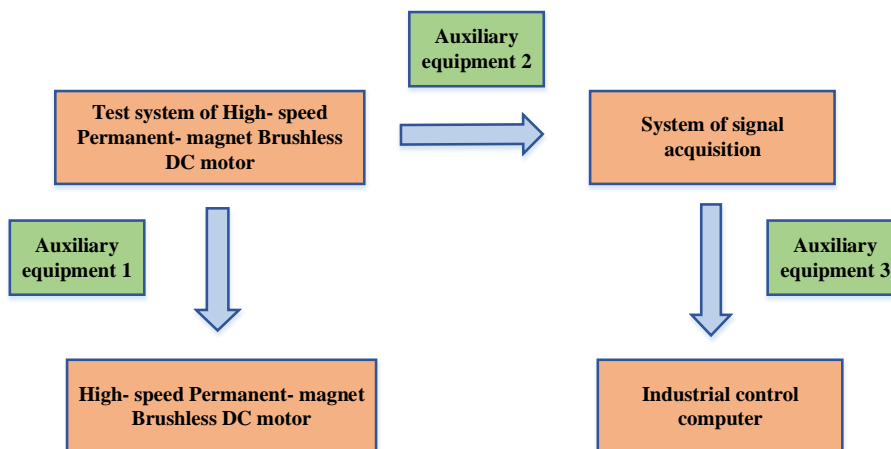 Auxiliary
equipment 2
Test system of High- speed
Permanent- magnet Brushless
DC motor
System of signal
acquisition
Auxiliary
equipment 1
Auxiliary
equipment 3
High- speed Permanent- magnet
Brushless DC motor
Industrial control
computer